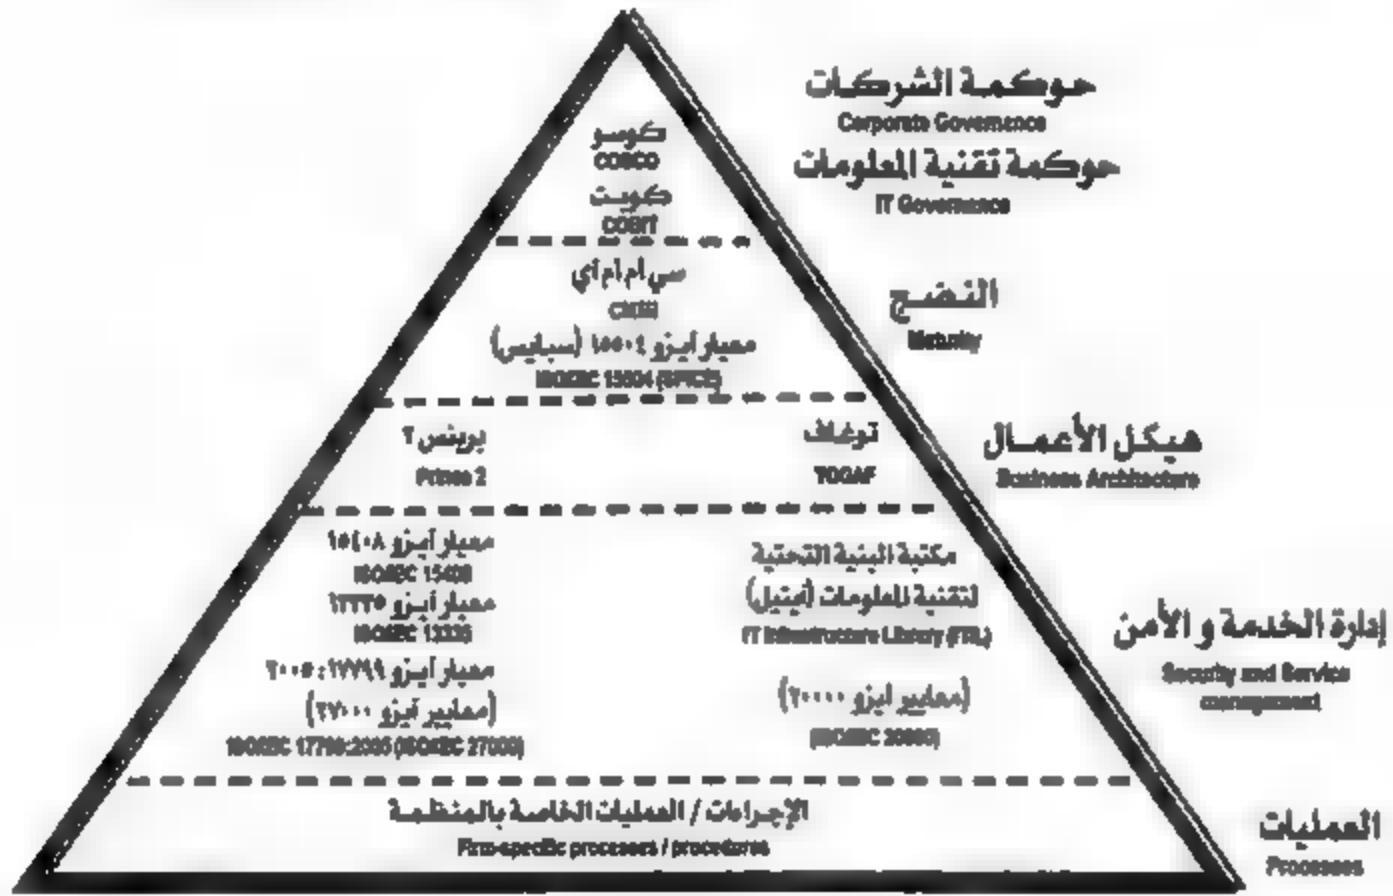 حوكمة الشركات
Corporate Governance
كوسو
COSCO
حوكمة تقنية المعلومات
IT Governance
كوبت
COBIT
سي ام ام آي
CMMI
النضج
Maturity
معيار آيزو ١٥٥٠٤ (سبايس)
ISO/IEC 15504 (SPICE)
برينس ٢
Prince 2
توغاف
TOGAF
هيكل الأعمال
Business Architecture
معيار آيزو ١٥٤٠٨
ISO/IEC 15408
معيار آيزو ١٣٣٣٥
ISO/IEC 13335
معيار آيزو ١٧٧٩٩:٢٠٠٥
(معايير آيزو ٢٧٠٠٠)
ISO/IEC 17799:2005 (ISO/IEC 27000)
مكتبة البنية التحتية
لتقنية المعلومات (ايتيل)
IT Infrastructure Library (ITIL)
(معايير ايزو ٢٠٠٠٠)
(ISO/IEC 20000)
إدارة الخدمة و الأمن
Security and Service
management
الإجراءات / العمليات الخاصة بالمنظمة
Firm-specific processes / procedures
العمليات
Processes